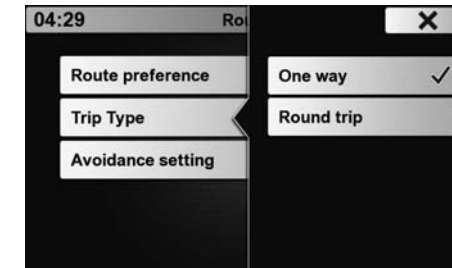 04:29
Route preference
Trip Type
Avoidance setting
One way
Round trip